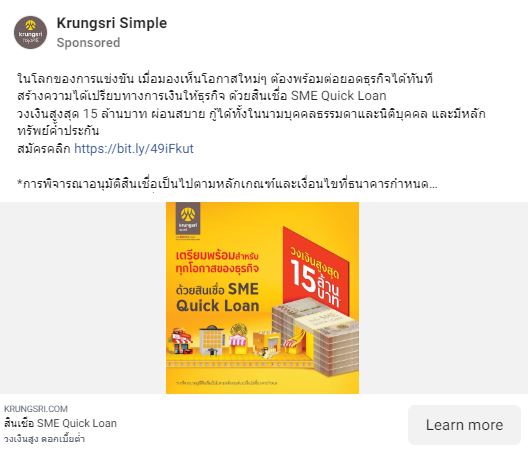 Krungsri Simple
Sponsored
ในโลกของการแข่งขัน เมื่อมองเห็นโอกาสใหม่ๆ ต้องพร้อมต่อยอดธุรกิจได้ทันที
สร้างความได้เปรียบทางการเงินให้ธุรกิจ ด้วยสินเชื่อ SME Quick Loan
วงเงินสูงสุด 15 ล้านบาท ผ่อนสบาย กู้ได้ทั้งในนามบุคคลธรรมดาและนิติบุคคล และมีหลัก
ทรัพย์ค้ำประกัน
สมัครคลิก https://bit.ly/49iFkut
*การพิจารณาอนุมัติสินเชื่อเป็นไปตามหลักเกณฑ์และเงื่อนไขที่ธนาคารกำหนด...
krungsri
กรุงศรี
เตรียมพร้อมสำหรับ
ทุกโอกาสของธุรกิจ
ด้วยสินเชื่อ SME
Quick Loan
วงเงินสูงสุด
15 ล้าน
บาท
KRUNGSRI.COM
สินเชื่อ SME Quick Loan
วงเงินสูง ดอกเบี้ยต่ำ
Learn more